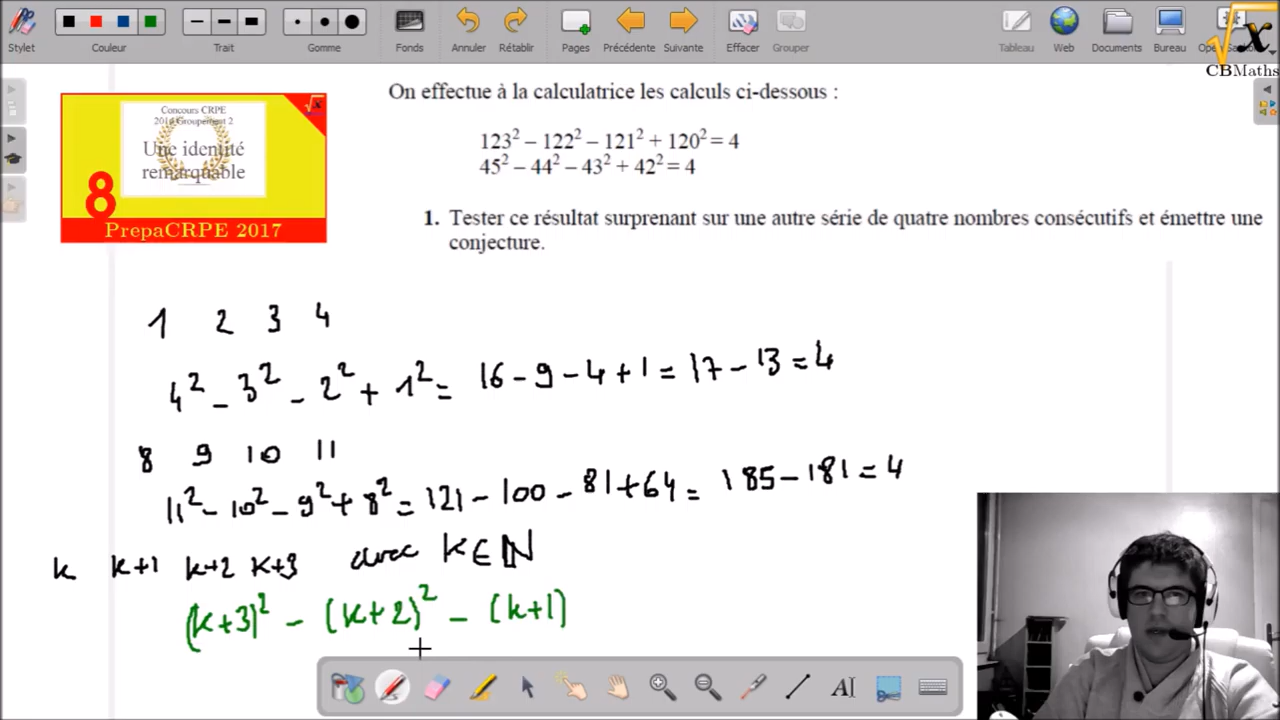 Stylet
Couleur
Trait
Gomme
Fonds
Annuler
Rétablir
Pages
Précédente
Suivante
Effacer
Grouper
Tableau
Web
Documents
Bureau
√x
CBMaths
Concours CRPE
Groupement 2
Une identité
remarquable
8
PrepaCRPE 2017
On effectue à la calculatrice les calculs ci-dessous :
123² − 122² − 121² + 120² = 4
45² − 44² − 43² + 42² = 4
1. Tester ce résultat surprenant sur une autre série de quatre nombres consécutifs et émettre une
conjecture.
1 2 3 4
4² − 3² − 2² + 1² = 16 − 9 − 4 + 1 = 17 − 13 = 4
8 9 10 11
11² − 10² − 9² + 8² = 121 − 100 − 81 + 64 = 185 − 181 = 4
k k+1 k+2 k+3 avec k ∈ ℕ
(k+3)² − (k+2)² − (k+1)
AI